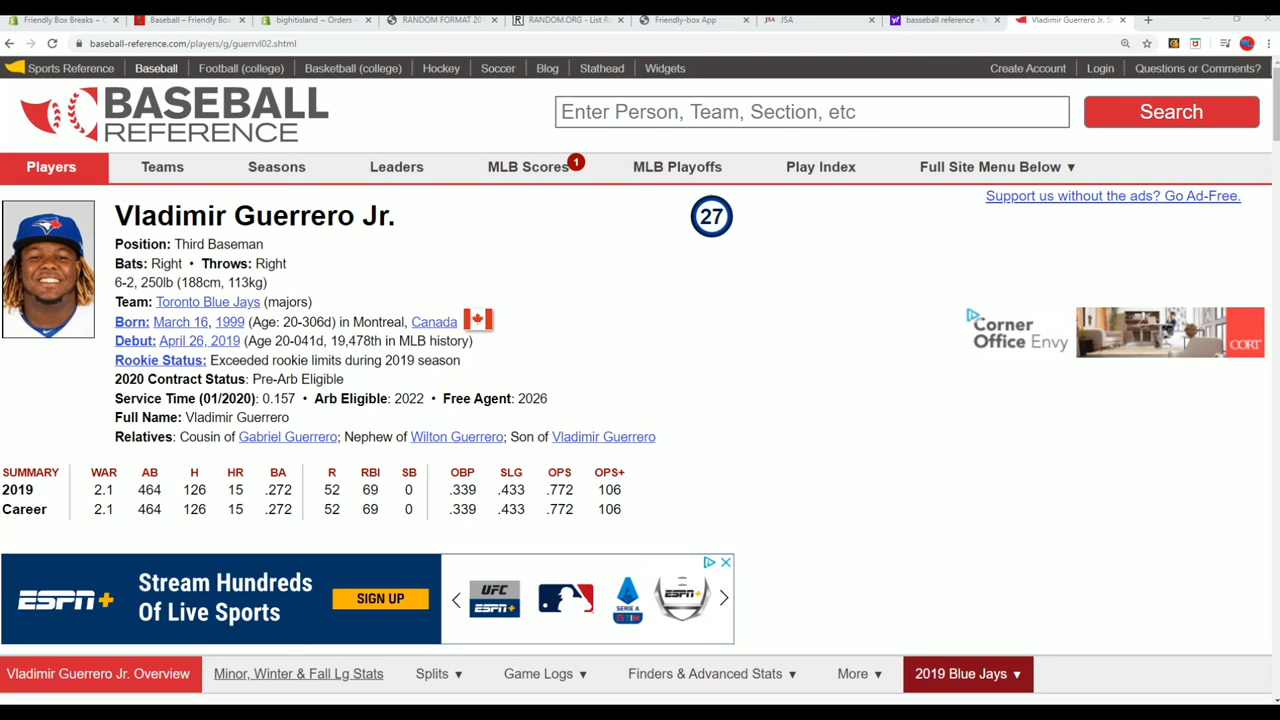 Friendly Box Breaks – C
Baseball – Friendly Box
bighitisland ~ Orders ~
RANDOM FORMAT 20
RANDOM.ORG - List R
Friendly-box App
JSA
basseball reference - Y
Vladimir Guerrero Jr. S
baseball-reference.com/players/g/guerrvl02.shtml
Sports Reference Baseball Football (college) Basketball (college) Hockey Soccer Blog Stathead Widgets Create Account Login Questions or Comments?
BASEBALL
REFERENCE
Enter Person, Team, Section, etc Search
Players Teams Seasons Leaders MLB Scores 1 MLB Playoffs Play Index Full Site Menu Below ▼
Support us without the ads? Go Ad-Free.
Vladimir Guerrero Jr. 27
Position: Third Baseman
Bats: Right • Throws: Right
6-2, 250lb (188cm, 113kg)
Team: Toronto Blue Jays (majors)
Born: March 16, 1999 (Age: 20-306d) in Montreal, Canada
Debut: April 26, 2019 (Age 20-041d, 19,478th in MLB history)
Rookie Status: Exceeded rookie limits during 2019 season
2020 Contract Status: Pre-Arb Eligible
Service Time (01/2020): 0.157 • Arb Eligible: 2022 • Free Agent: 2026
Full Name: Vladimir Guerrero
Relatives: Cousin of Gabriel Guerrero; Nephew of Wilton Guerrero; Son of Vladimir Guerrero
Corner
Office Envy
CORT
SUMMARY WAR AB H HR BA R RBI SB OBP SLG OPS OPS+
2019 2.1 464 126 15 .272 52 69 0 .339 .433 .772 106
Career 2.1 464 126 15 .272 52 69 0 .339 .433 .772 106
ESPN+
Stream Hundreds
Of Live Sports
SIGN UP
UFC
ESPN+
SERIE A
TIM
ESPN+
Vladimir Guerrero Jr. Overview Minor, Winter & Fall Lg Stats Splits ▼ Game Logs ▼ Finders & Advanced Stats ▼ More ▼ 2019 Blue Jays ▼